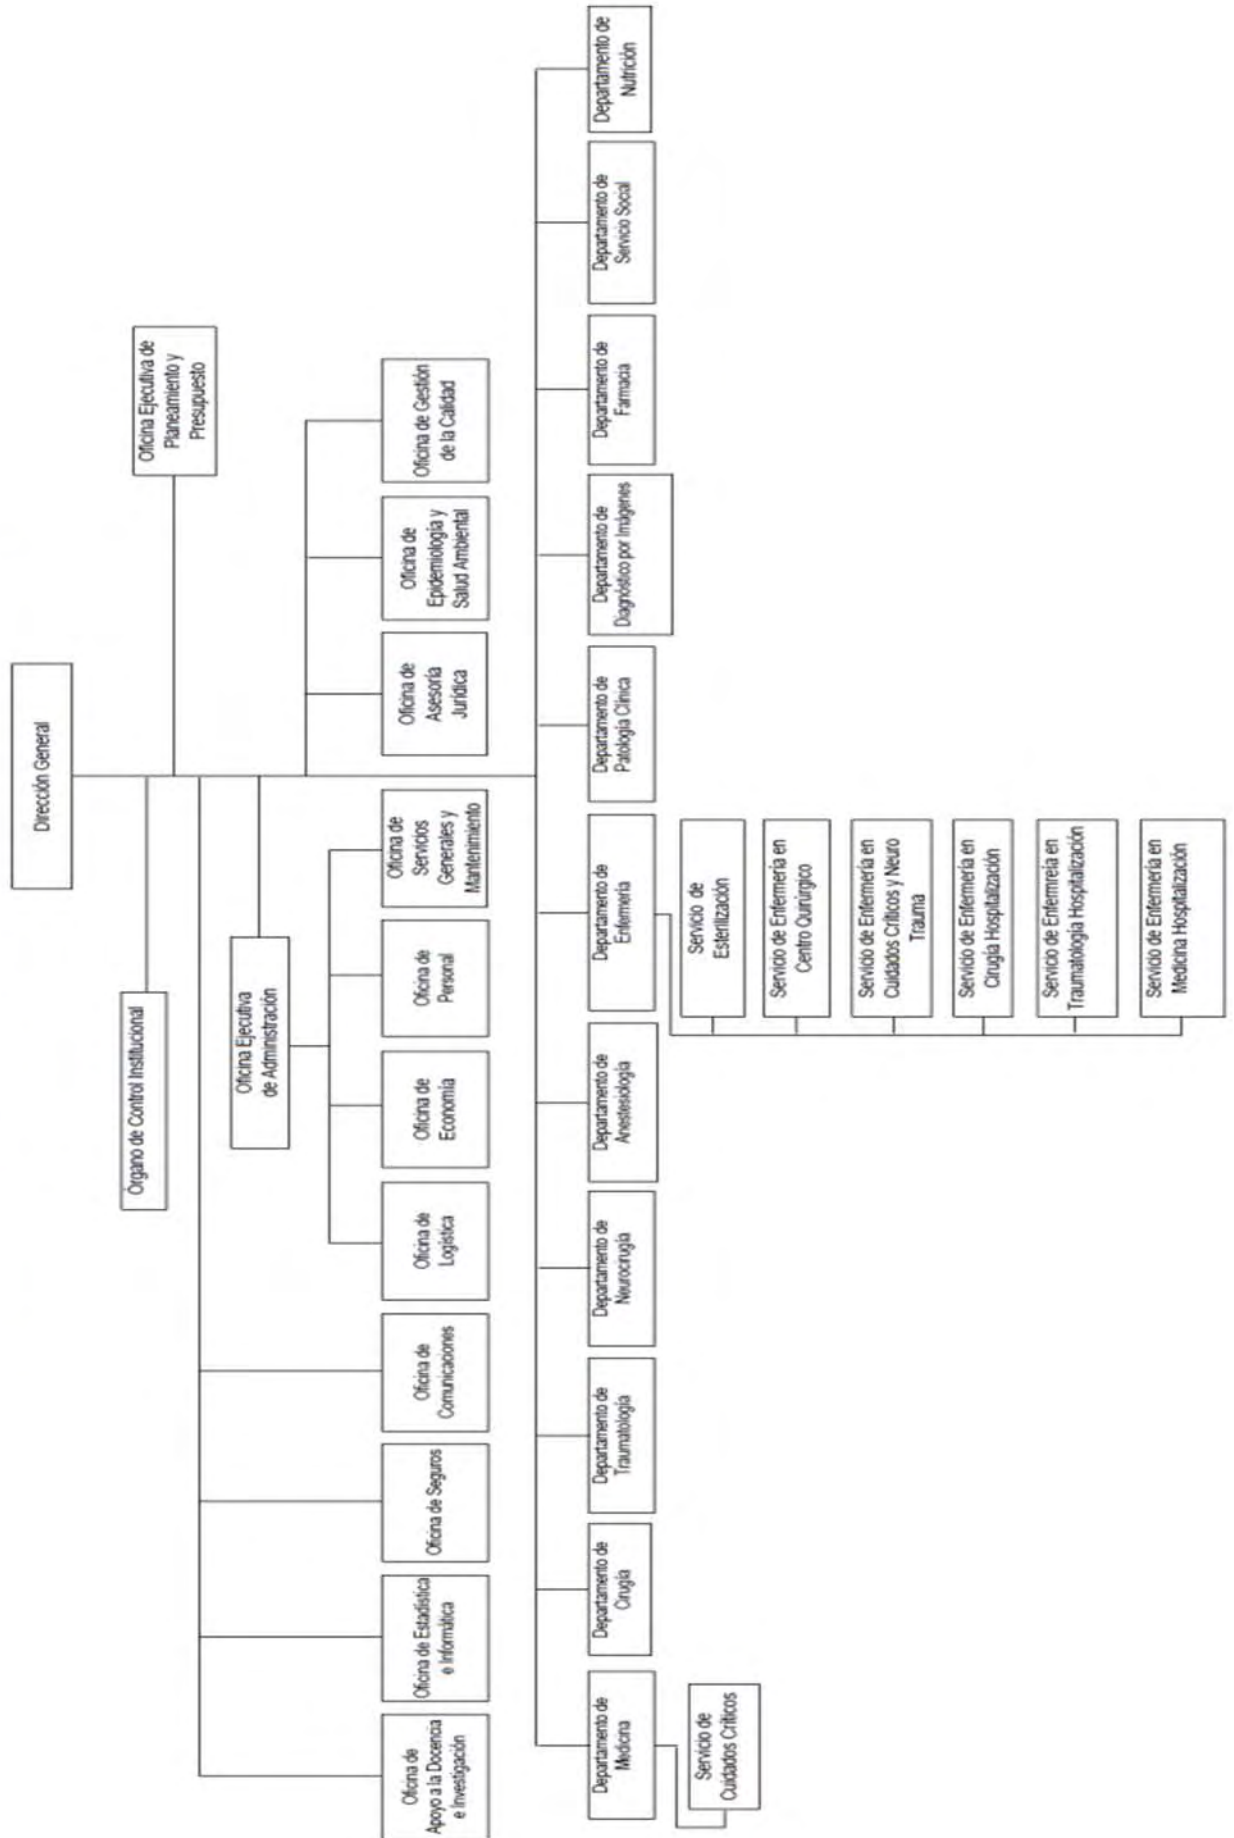 Dirección General
Órgano de Control Institucional
Oficina Ejecutiva de
Planeamiento y
Presupuesto
Oficina Ejecutiva
de Administración
Oficina de
Apoyo a la Docencia
e Investigación
Oficina de Estadística
e Informática
Oficina de Seguros
Oficina de
Comunicaciones
Oficina de
Logística
Oficina de
Economía
Oficina de
Personal
Oficina de
Servicios
Generales y
Mantenimiento
Oficina de
Asesoría
Jurídica
Oficina de
Epidemiología y
Salud Ambiental
Oficina de Gestión
de la Calidad
Departamento de
Medicina
Departamento de
Cirugía
Departamento de
Traumatología
Departamento de
Neurocirugía
Departamento de
Anestesiología
Departamento de
Enfermería
Departamento de
Patología Clínica
Departamento de
Diagnóstico por Imágenes
Departamento de
Farmacia
Departamento de
Servicio Social
Departamento de
Nutrición
Servicio de
Cuidados Críticos
Servicio de
Esterilización
Servicio de Enfermería en
Centro Quirúrgico
Servicio de Enfermería en
Cuidados Críticos y Neuro
Trauma
Servicio de Enfermería en
Cirugía Hospitalización
Servicio de Enfermreia en
Traumatología Hospitalización
Servicio de Enfermería en
Medicina Hospitalización